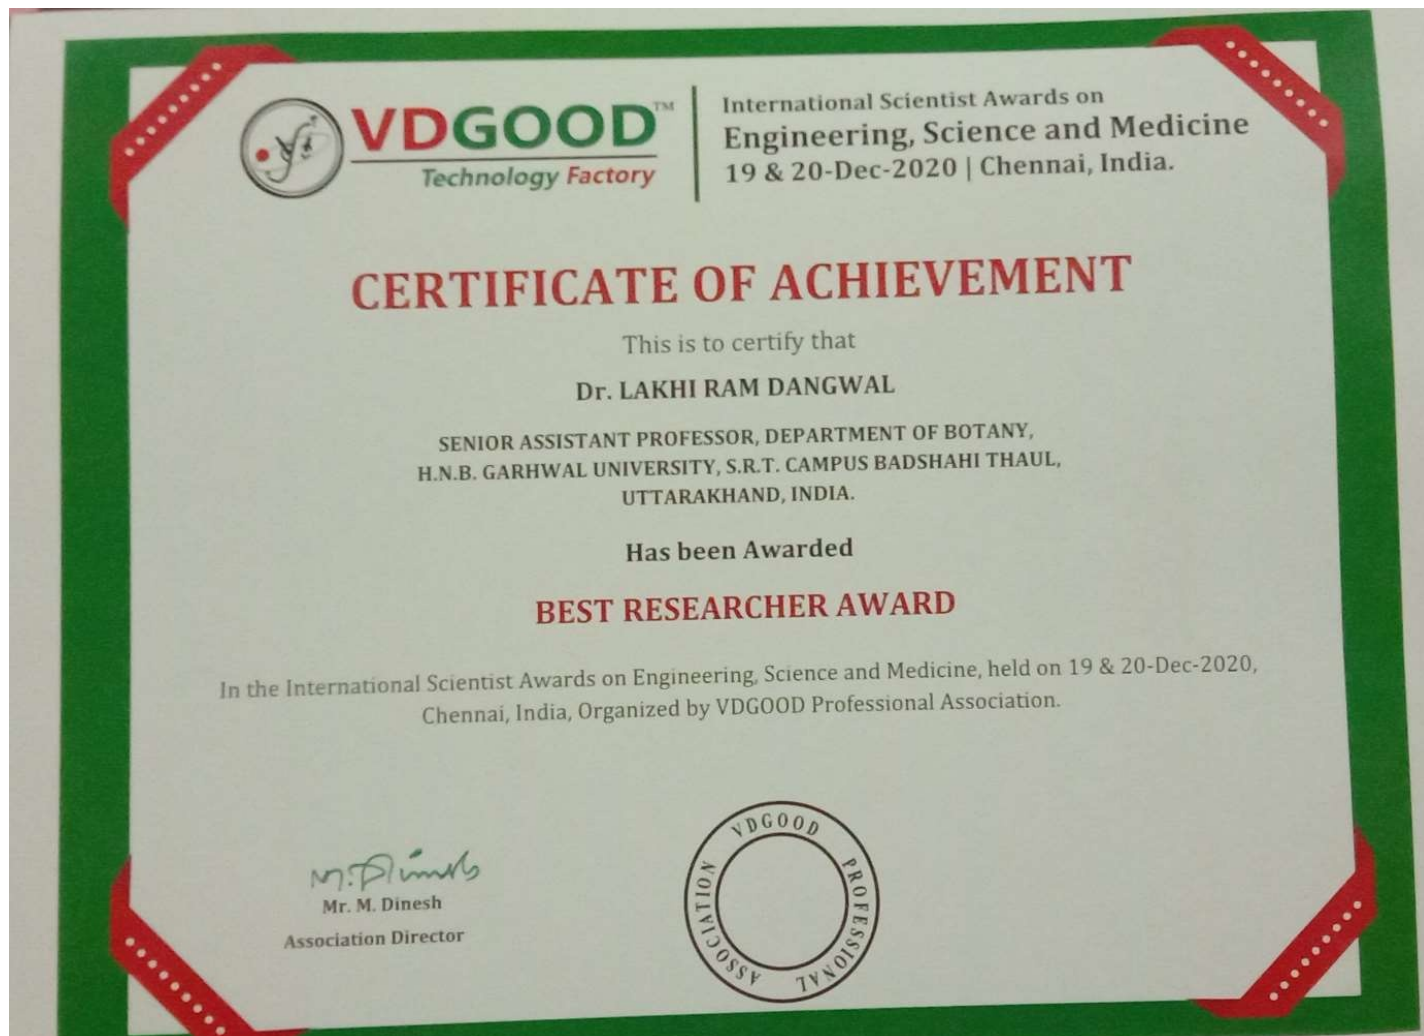 VDGOOD™
Technology Factory
International Scientist Awards on
Engineering, Science and Medicine
19 & 20-Dec-2020 | Chennai, India.
CERTIFICATE OF ACHIEVEMENT
This is to certify that
Dr. LAKHI RAM DANGWAL
SENIOR ASSISTANT PROFESSOR, DEPARTMENT OF BOTANY,
H.N.B. GARHWAL UNIVERSITY, S.R.T. CAMPUS BADSHAHI THAUL,
UTTARAKHAND, INDIA.
Has been Awarded
BEST RESEARCHER AWARD
In the International Scientist Awards on Engineering, Science and Medicine, held on 19 & 20-Dec-2020,
Chennai, India, Organized by VDGOOD Professional Association.
M. Dinesh
Mr. M. Dinesh
Association Director
VDGOOD PROFESSIONAL ASSOCIATION